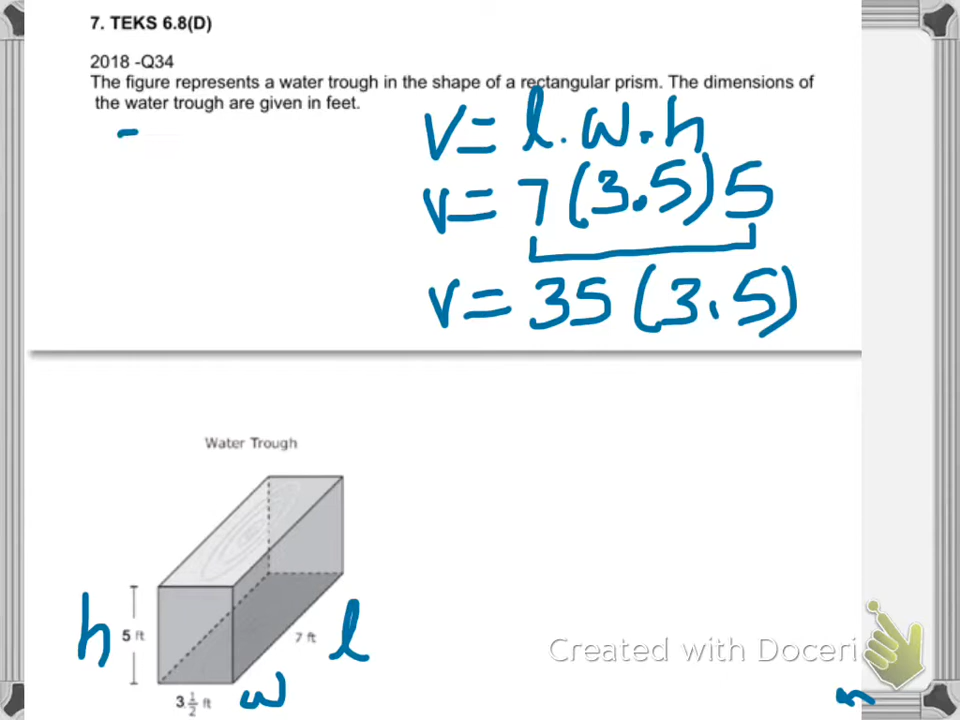 7. TEKS 6.8(D)
2018 -Q34
The figure represents a water trough in the shape of a rectangular prism. The dimensions of
the water trough are given in feet.
V= l. w.h
V= 7(3.5)5
V= 35(3.5)
Water Trough
h 5 ft
7 ft l
3 1/2 ft w
Created with Doceri